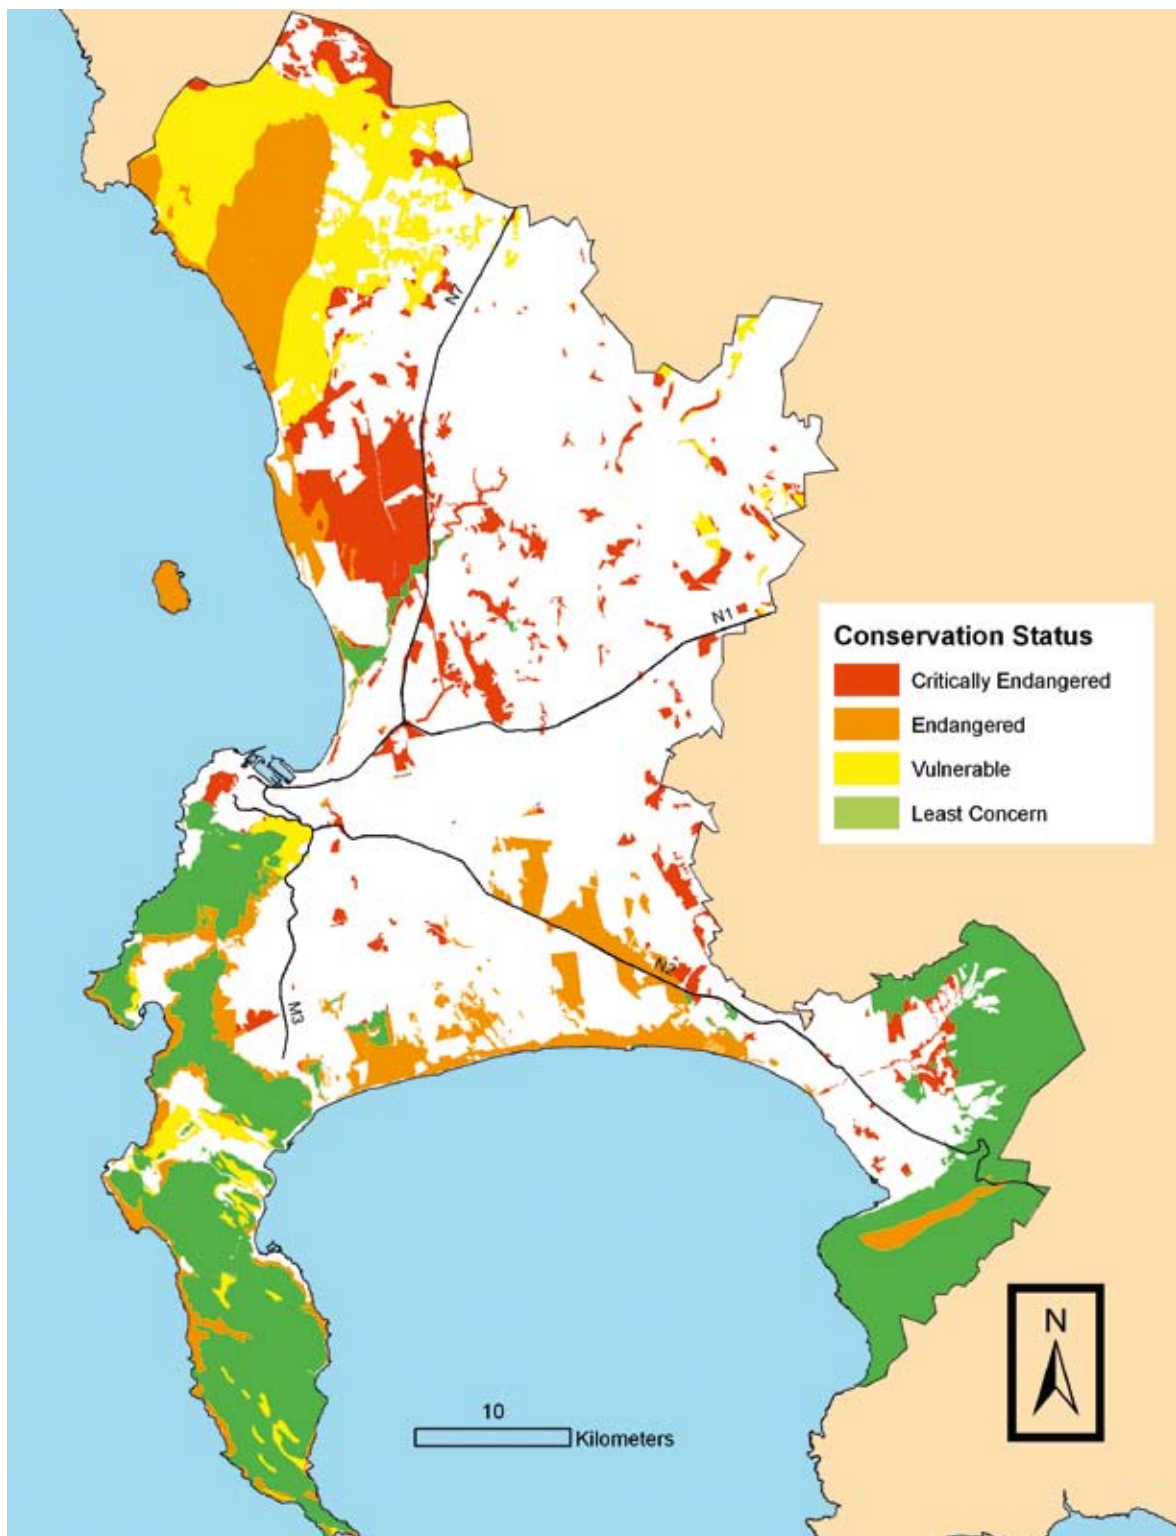 N7
N1
Conservation Status
Critically Endangered
Endangered
Vulnerable
Least Concern
N2
M3
N
10
Kilometers